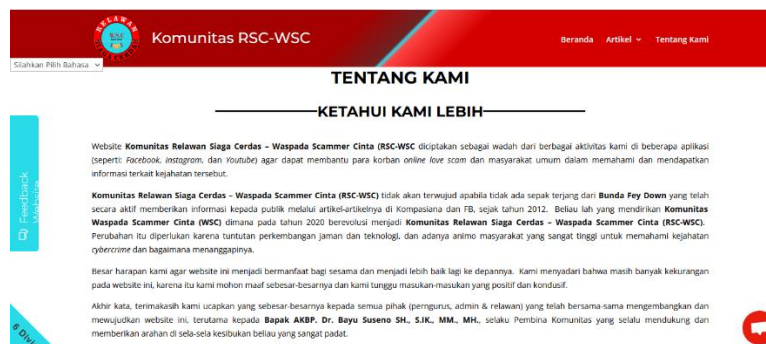 RELAWAN
WSC
Komunitas RSC-WSC
Beranda Artikel Tentang Kami
Silahkan Pilih Bahasa
TENTANG KAMI
KETAHUI KAMI LEBIH
Website Komunitas Relawan Siaga Cerdas – Waspada Scammer Cinta (RSC-WSC diciptakan sebagai wadah dari berbagai aktivitas kami di beberapa aplikasi
(seperti: Facebook, Instagram, dan Youtube) agar dapat membantu para korban online love scam dan masyarakat umum dalam memahami dan mendapatkan
informasi terkait kejahatan tersebut.
Komunitas Relawan Siaga Cerdas – Waspada Scammer Cinta (RSC-WSC) tidak akan terwujud apabila tidak ada sepak terjang dari Bunda Fey Down yang telah
secara aktif memberikan informasi kepada publik melalui artikel-artikelnya di Kompasiana dan FB, sejak tahun 2012. Beliau lah yang mendirikan Komunitas
Waspada Scammer Cinta (WSC) dimana pada tahun 2020 berevolusi menjadi Komunitas Relawan Siaga Cerdas – Waspada Scammer Cinta (RSC-WSC).
Perubahan itu diperlukan karena tuntutan perkembangan jaman dan teknologi, dan adanya animo masyarakat yang sangat tinggi untuk memahami kejahatan
cybercrime dan bagaimana menanggapinya.
Besar harapan kami agar website ini menjadi bermanfaat bagi sesama dan menjadi lebih baik lagi ke depannya. Kami menyadari bahwa masih banyak kekurangan
pada website ini, karena itu kami mohon maaf sebesar-besarnya dan kami tunggu masukan-masukan yang positif dan kondusif.
Akhir kata, terimakasih kami ucapkan yang sebesar-besarnya kepada semua pihak (perngurus, admin & relawan) yang telah bersama-sama mengembangkan dan
mewujudkan website ini, terutama kepada Bapak AKBP. Dr. Bayu Suseno SH., S.IK., MM., MH., selaku Pembina Komunitas yang selalu mendukung dan
memberikan arahan di sela-sela kesibukan beliau yang sangat padat.
Feedback
Website
6 Divi